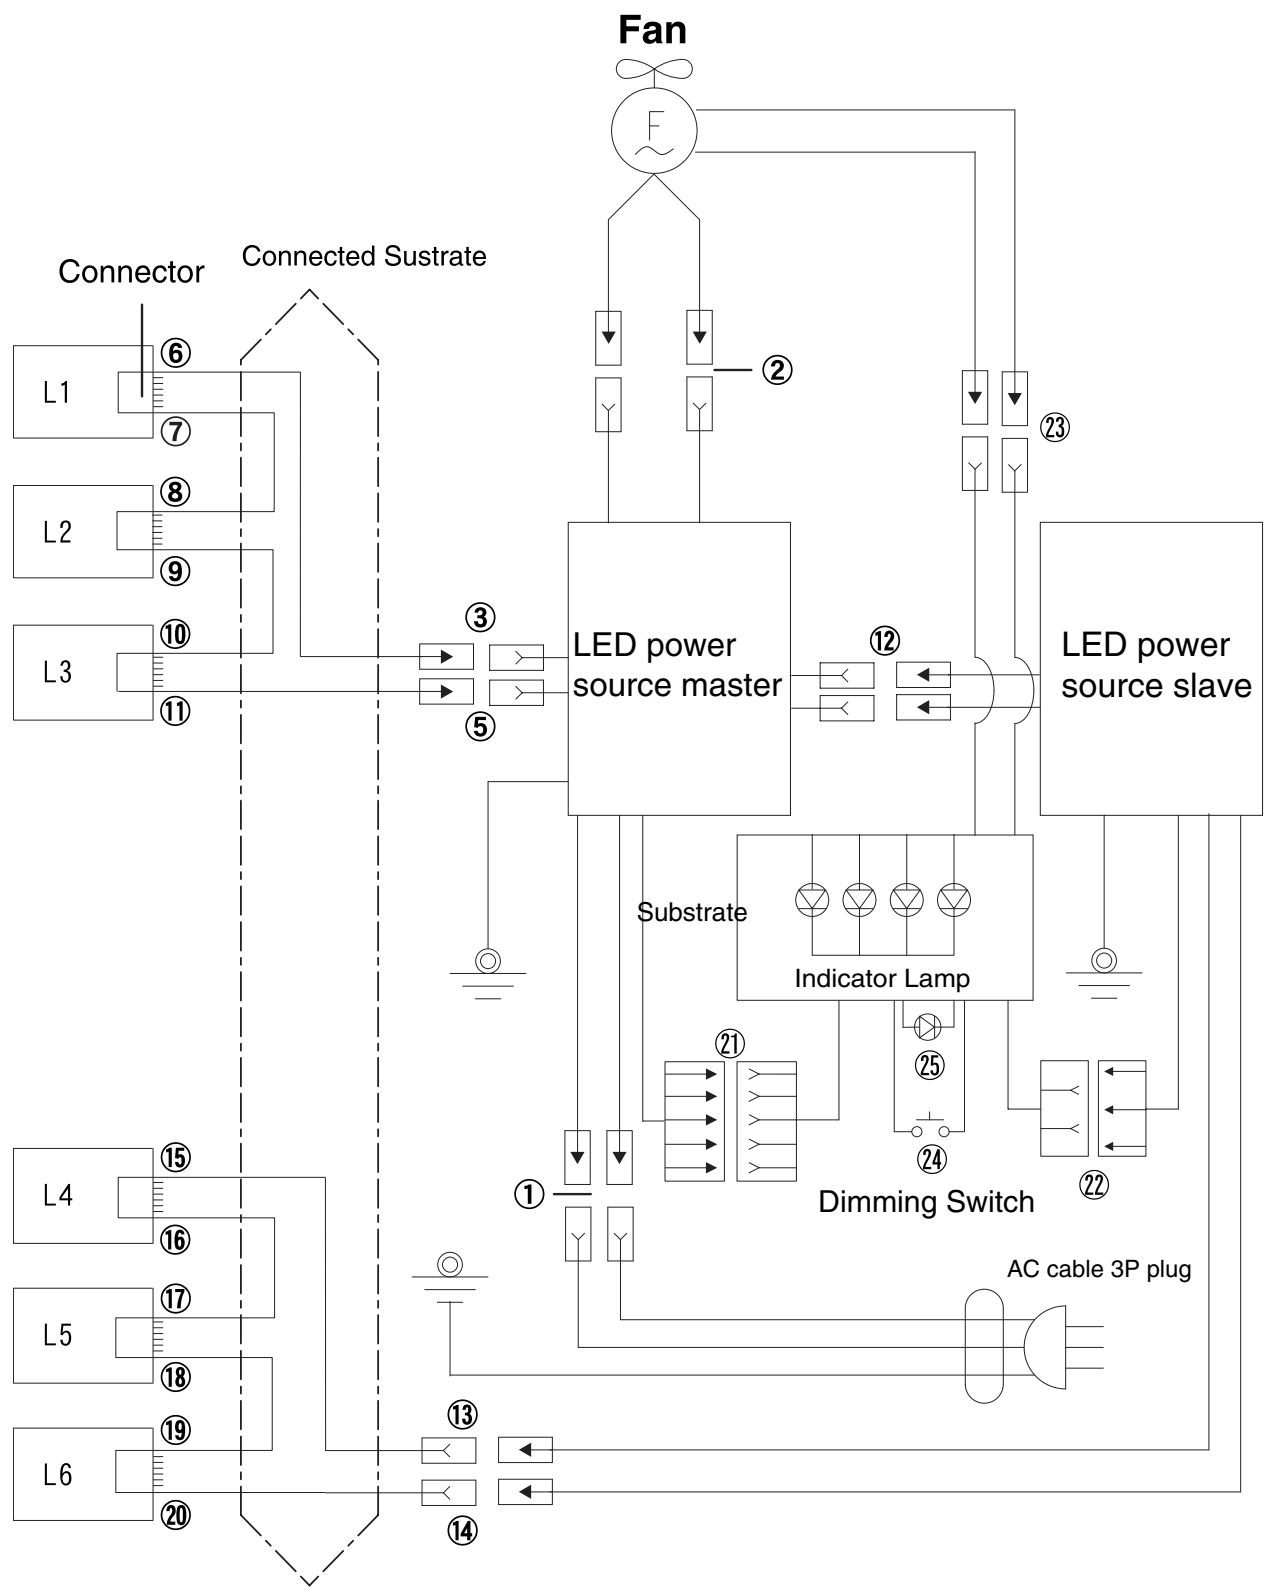 Fan
F
Connected Sustrate
Connector
⑥
L1
②
⑦
㉓
⑧
L2
⑨
③
⑩
⑫
LED power
source master
LED power
source slave
L3
⑪
⑤
Substrate
Indicator Lamp
㉑
㉕
⑮
㉔
㉒
L4
①
Dimming Switch
⑯
AC cable 3P plug
⑰
L5
⑱
⑬
⑲
L6
⑳
⑭